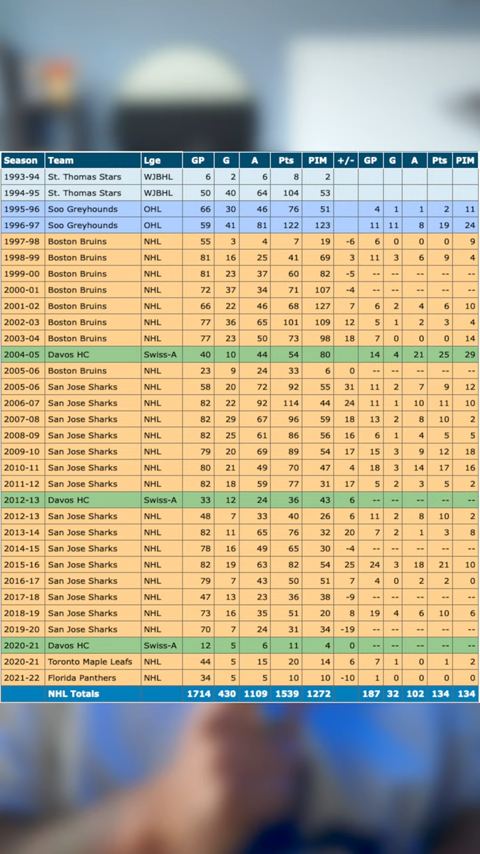 Season Team Lge GP G A Pts PIM +/- GP G A Pts PIM
1993-94 St. Thomas Stars WJBHL 6 2 6 8 2
1994-95 St. Thomas Stars WJBHL 50 40 64 104 53
1995-96 Soo Greyhounds OHL 66 30 46 76 51 4 1 1 2 11
1996-97 Soo Greyhounds OHL 59 41 81 122 123 11 11 8 19 24
1997-98 Boston Bruins NHL 55 3 4 7 19 -6 6 0 0 0 9
1998-99 Boston Bruins NHL 81 16 25 41 69 3 11 3 6 9 4
1999-00 Boston Bruins NHL 81 23 37 60 82 -5 -- -- -- -- --
2000-01 Boston Bruins NHL 72 37 34 71 107 -4 -- -- -- -- --
2001-02 Boston Bruins NHL 66 22 46 68 127 7 6 2 4 6 10
2002-03 Boston Bruins NHL 77 36 65 101 109 12 5 1 2 3 4
2003-04 Boston Bruins NHL 77 23 50 73 98 18 7 0 0 0 14
2004-05 Davos HC Swiss-A 40 10 44 54 80 14 4 21 25 29
2005-06 Boston Bruins NHL 23 9 24 33 6 0 -- -- -- -- --
2005-06 San Jose Sharks NHL 58 20 72 92 55 31 11 2 7 9 12
2006-07 San Jose Sharks NHL 82 22 92 114 44 24 11 1 10 11 10
2007-08 San Jose Sharks NHL 82 29 67 96 59 18 13 2 8 10 2
2008-09 San Jose Sharks NHL 82 25 61 86 56 16 6 1 4 5 5
2009-10 San Jose Sharks NHL 79 20 69 89 54 17 15 3 9 12 18
2010-11 San Jose Sharks NHL 80 21 49 70 47 4 18 3 14 17 16
2011-12 San Jose Sharks NHL 82 18 59 77 31 17 5 2 3 5 2
2012-13 Davos HC Swiss-A 33 12 24 36 43 6 -- -- -- -- --
2012-13 San Jose Sharks NHL 48 7 33 40 26 6 11 2 8 10 2
2013-14 San Jose Sharks NHL 82 11 65 76 32 20 7 2 1 3 8
2014-15 San Jose Sharks NHL 78 16 49 65 30 -4 -- -- -- -- --
2015-16 San Jose Sharks NHL 82 19 63 82 54 25 24 3 18 21 10
2016-17 San Jose Sharks NHL 79 7 43 50 51 7 4 0 2 2 0
2017-18 San Jose Sharks NHL 47 13 23 36 38 -9 -- -- -- -- --
2018-19 San Jose Sharks NHL 73 16 35 51 20 8 19 4 6 10 6
2019-20 San Jose Sharks NHL 70 7 24 31 34 -19 -- -- -- -- --
2020-21 Davos HC Swiss-A 12 5 6 11 4 0 -- -- -- -- --
2020-21 Toronto Maple Leafs NHL 44 5 15 20 14 6 7 1 0 1 2
2021-22 Florida Panthers NHL 34 5 5 10 10 -10 1 0 0 0 0
NHL Totals 1714 430 1109 1539 1272 187 32 102 134 134